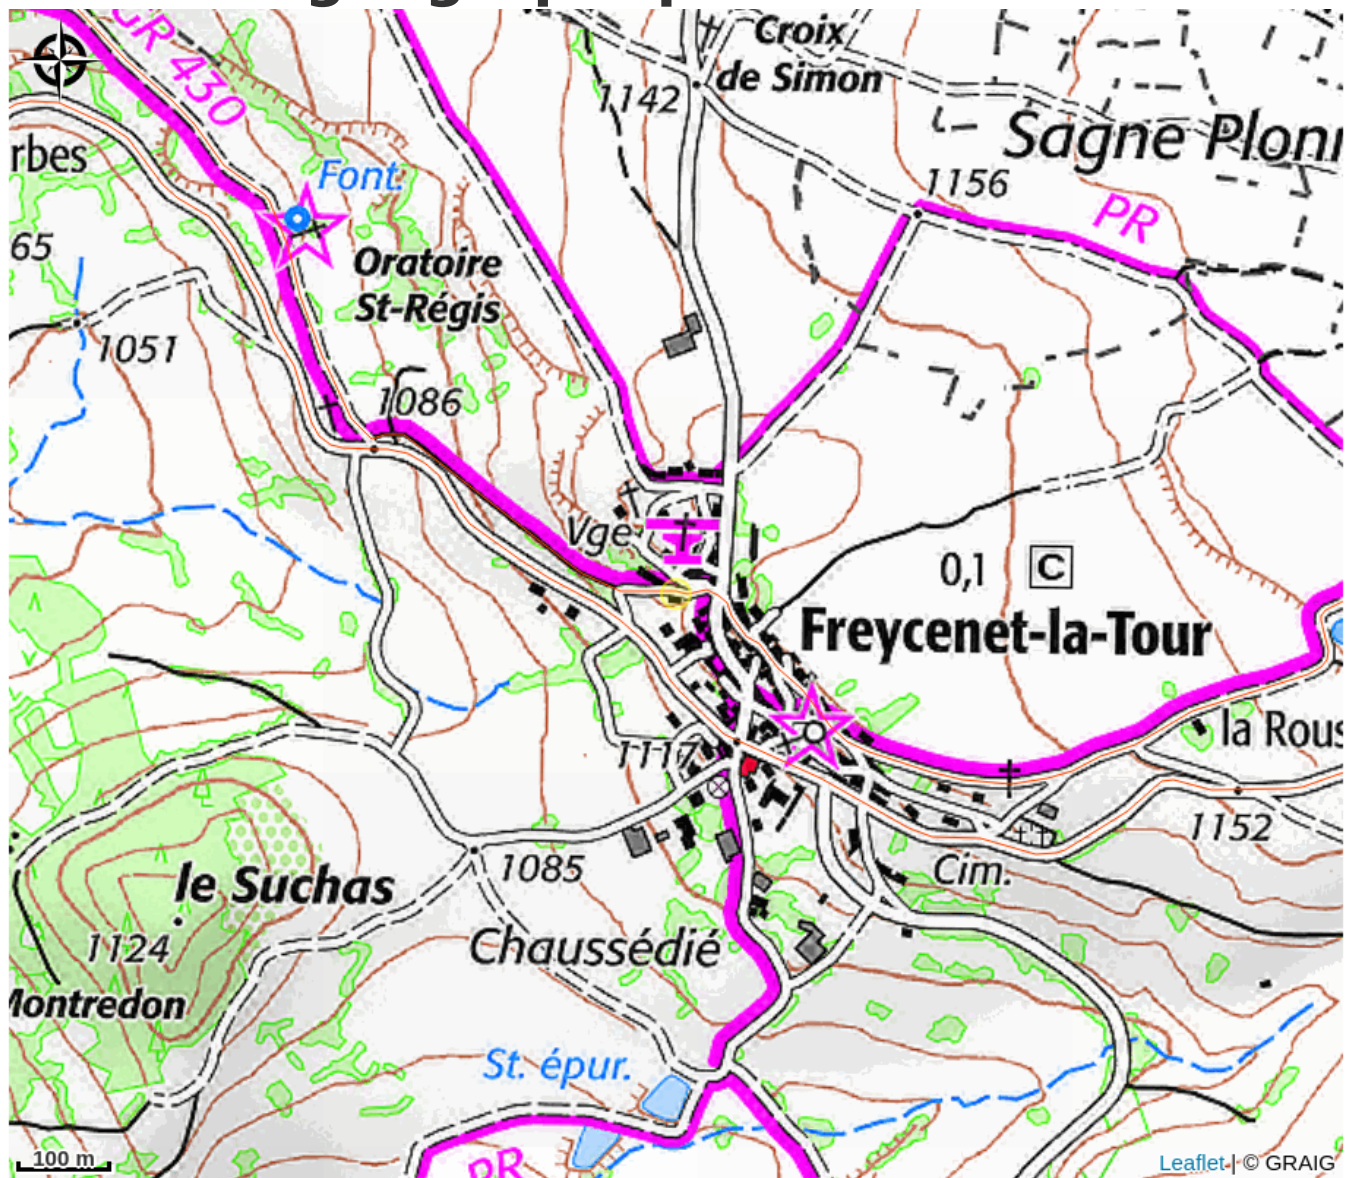 Croix
de Simon
GR 430
1142
Sagne Plon
rbes
Font.
1156
PR
65
Oratoire
St-Régis
1051
1086
Vge
0,1 C
Freycenet-la-Tour
la Rous
1117
1152
1085
Cim.
le Suchas
1124
Chaussédié
Montredon
St. épur.
PR
100 m
Leaflet | © GRAIG